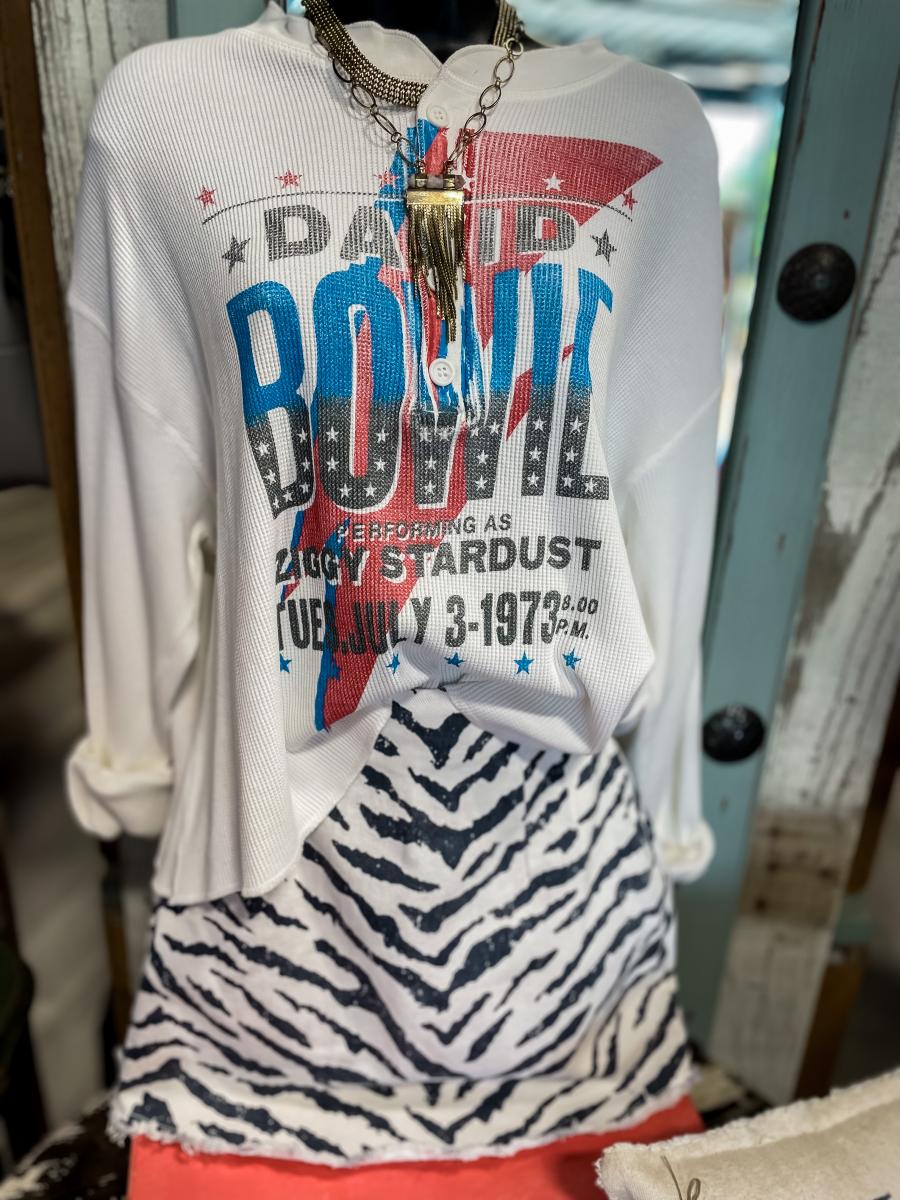 DAVID
BOWIE
PERFORMING AS
ZIGGY STARDUST
TUES.JULY 3-1973 8.00 P.M.